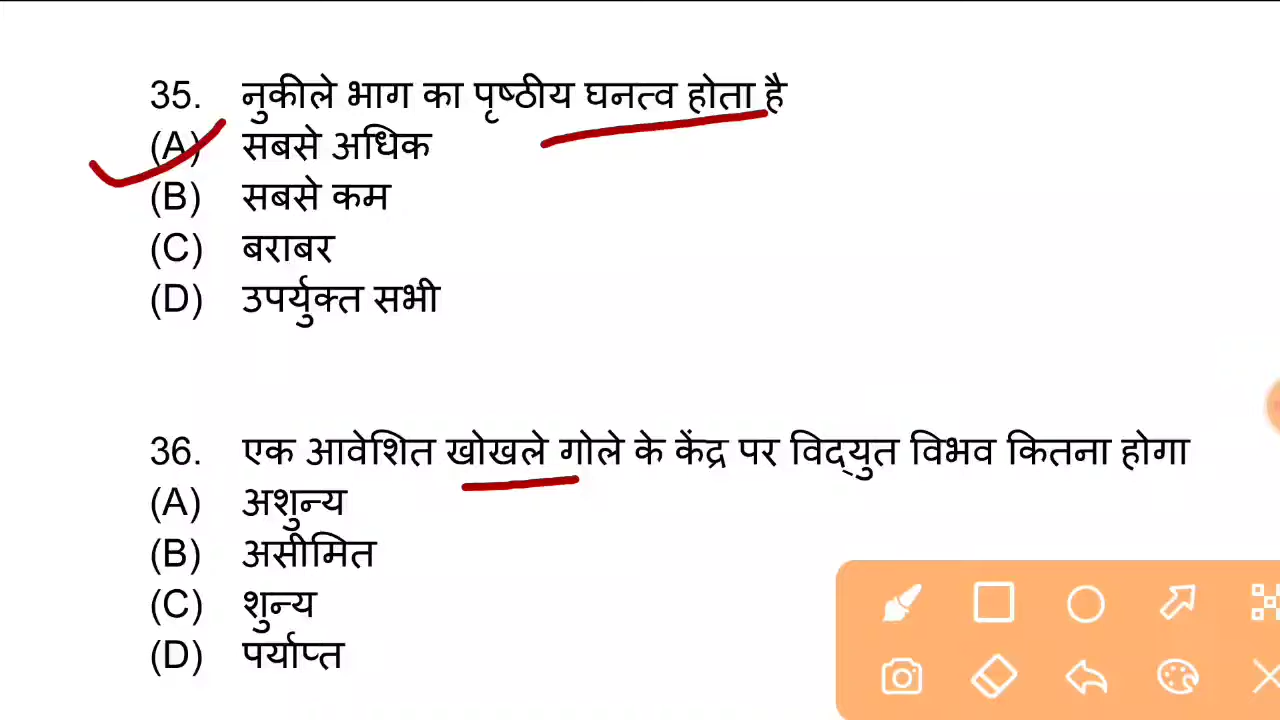 35. नुकीले भाग का पृष्ठीय घनत्व होता है
(A) सबसे अधिक
(B) सबसे कम
(C) बराबर
(D) उपर्युक्त सभी
36. एक आवेशित खोखले गोले के केंद्र पर विद्‌युत विभव कितना होगा
(A) अशुन्य
(B) असीमित
(C) शुन्य
(D) पर्याप्त